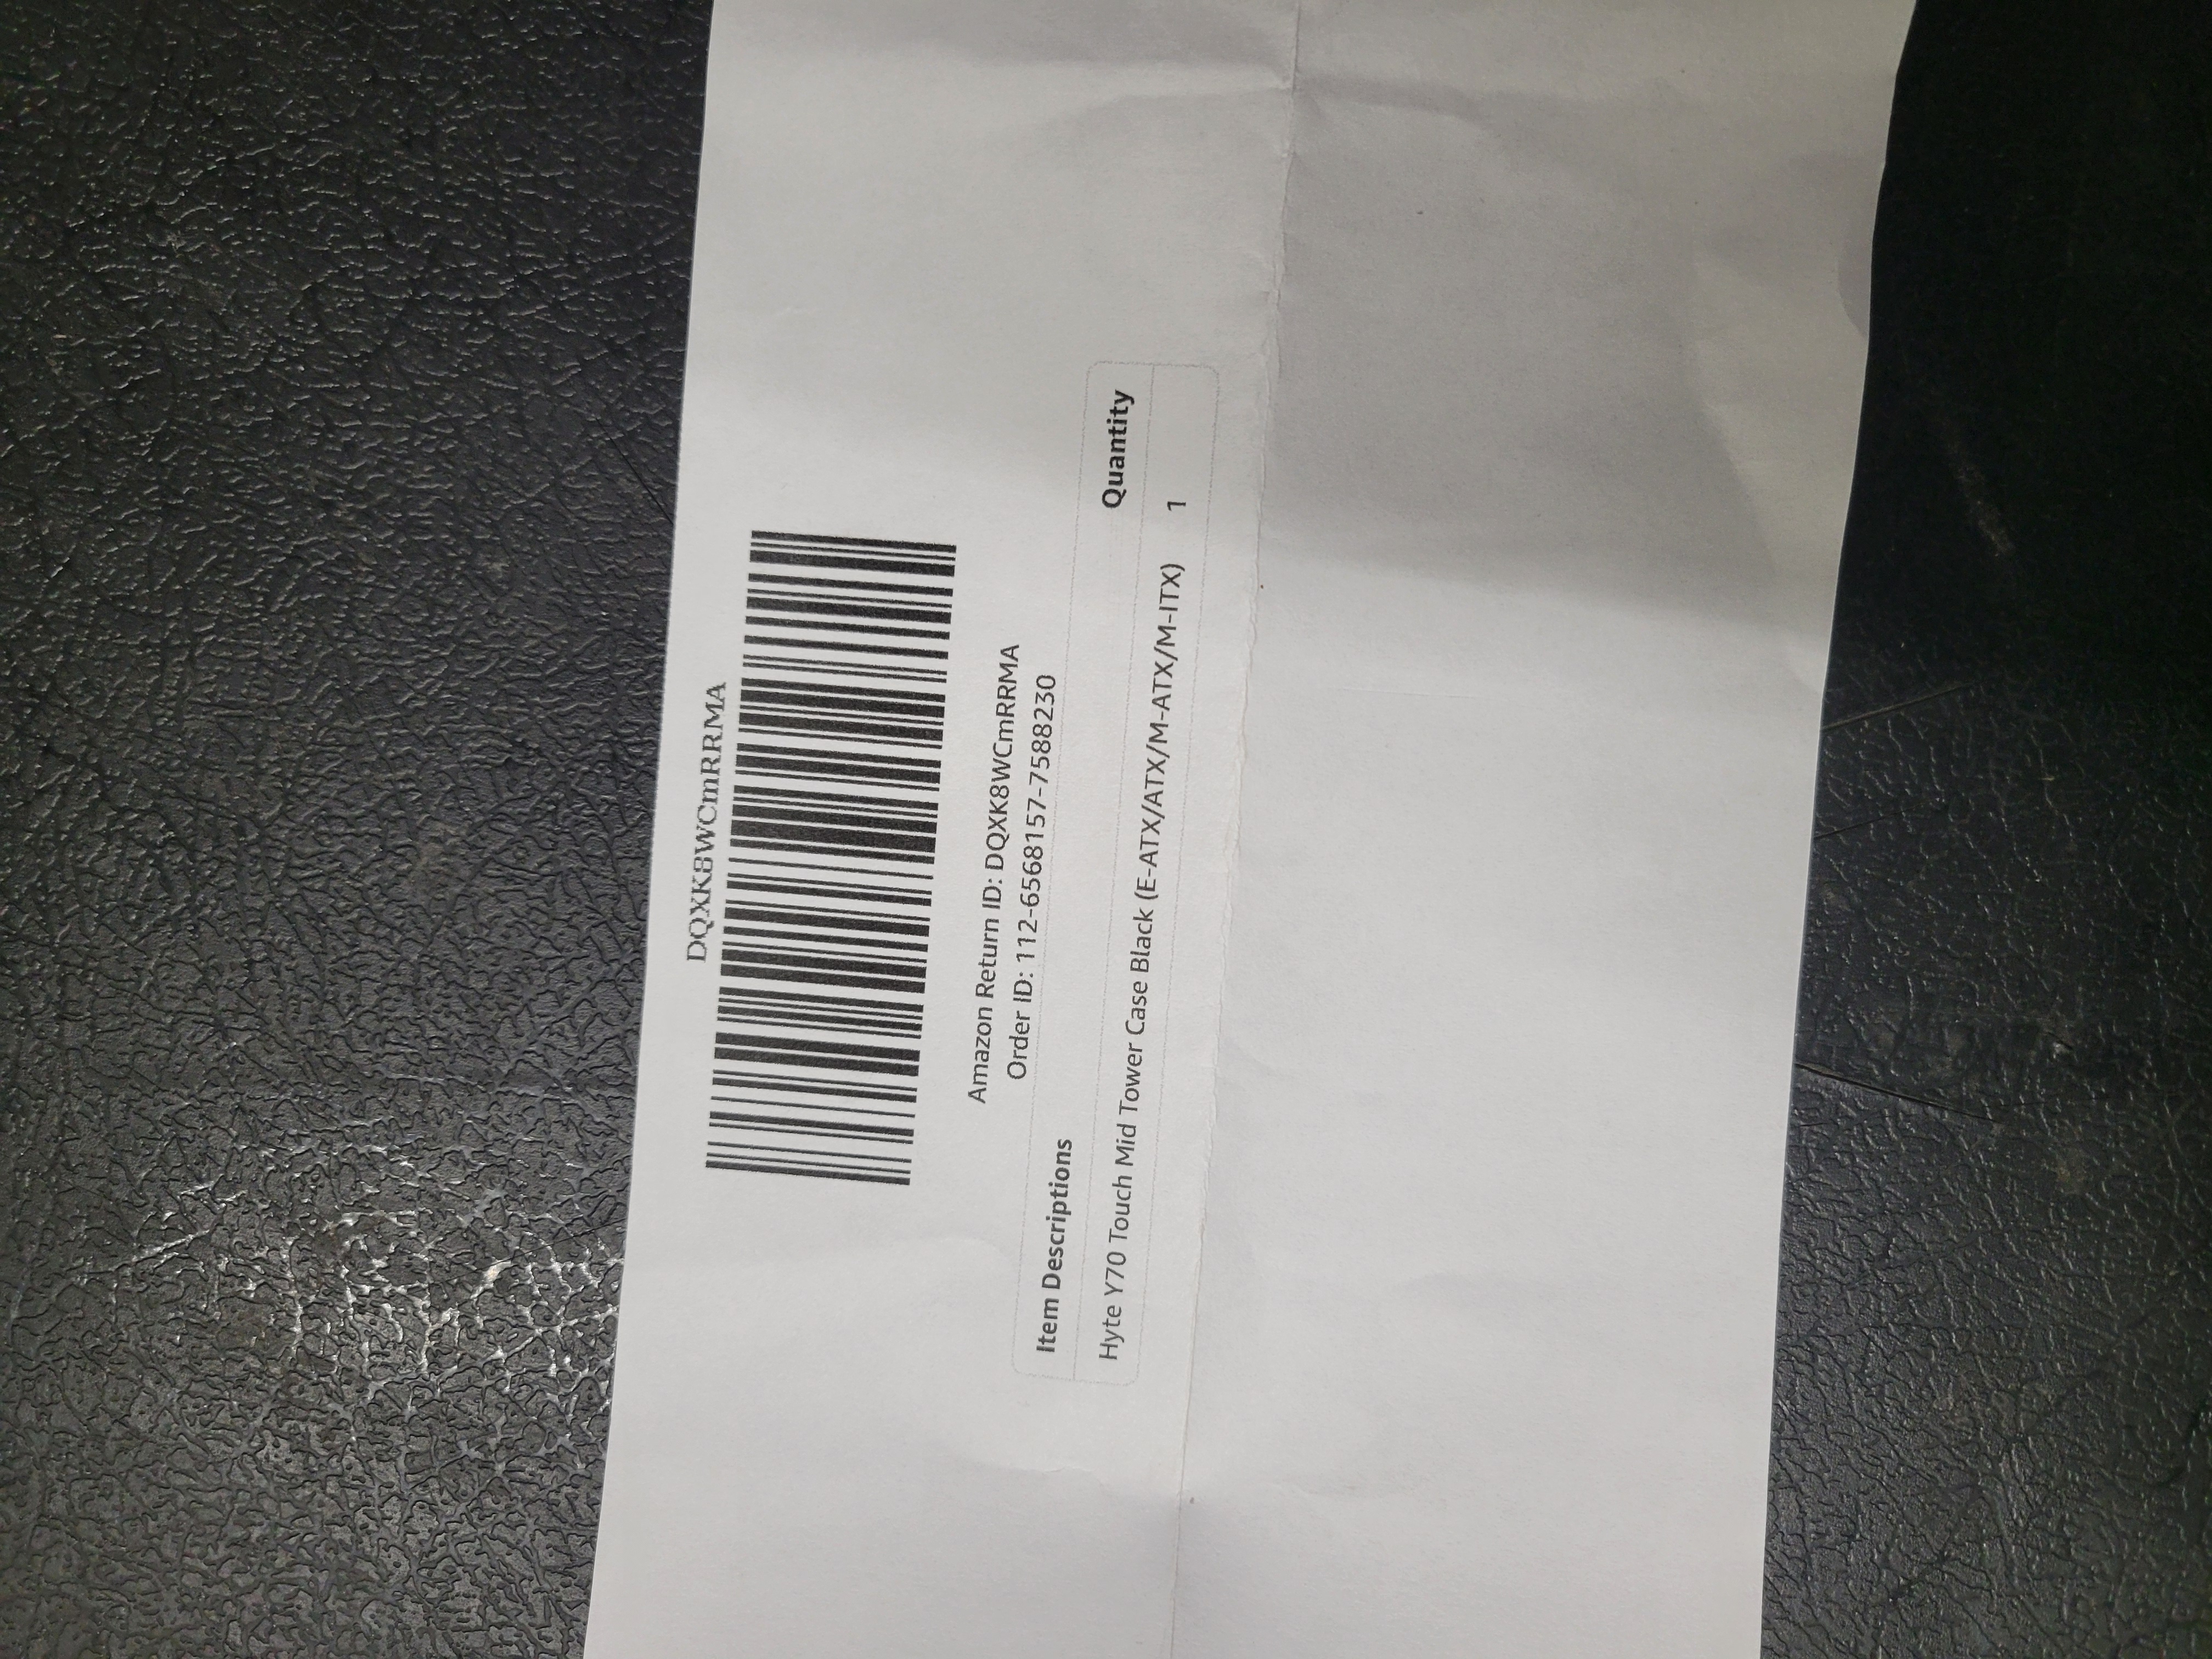 DQXK8WCmRRMA
Amazon Return ID: DQXK8WCmRRMA
Order ID: 112-6568157-7588230
Item Descriptions Quantity
Hyte Y70 Touch Mid Tower Case Black (E-ATX/ATX/M-ATX/M-ITX) 1